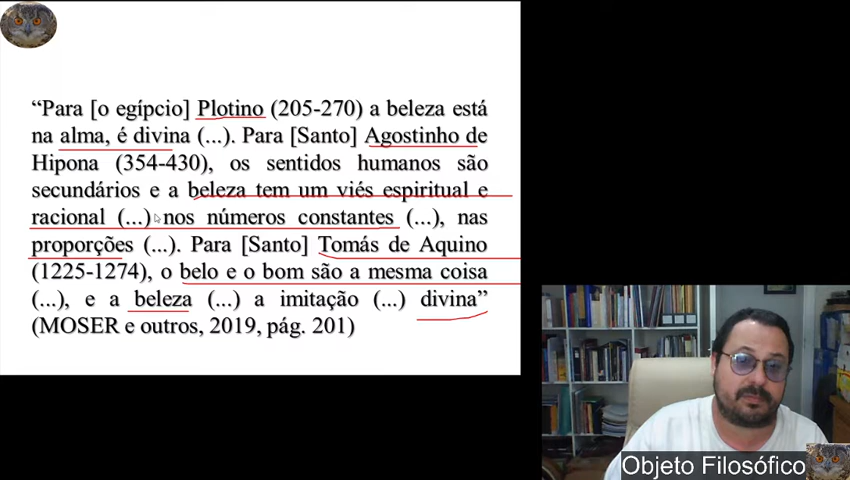 “Para [o egípcio] Plotino (205-270) a beleza está
na alma, é divina (...). Para [Santo] Agostinho de
Hipona (354-430), os sentidos humanos são
secundários e a beleza tem um viés espiritual e
racional (...) nos números constantes (...), nas
proporções (...). Para [Santo] Tomás de Aquino
(1225-1274), o belo e o bom são a mesma coisa
(...), e a beleza (...) a imitação (...) divina”
(MOSER e outros, 2019, pág. 201)
Objeto Filosófico